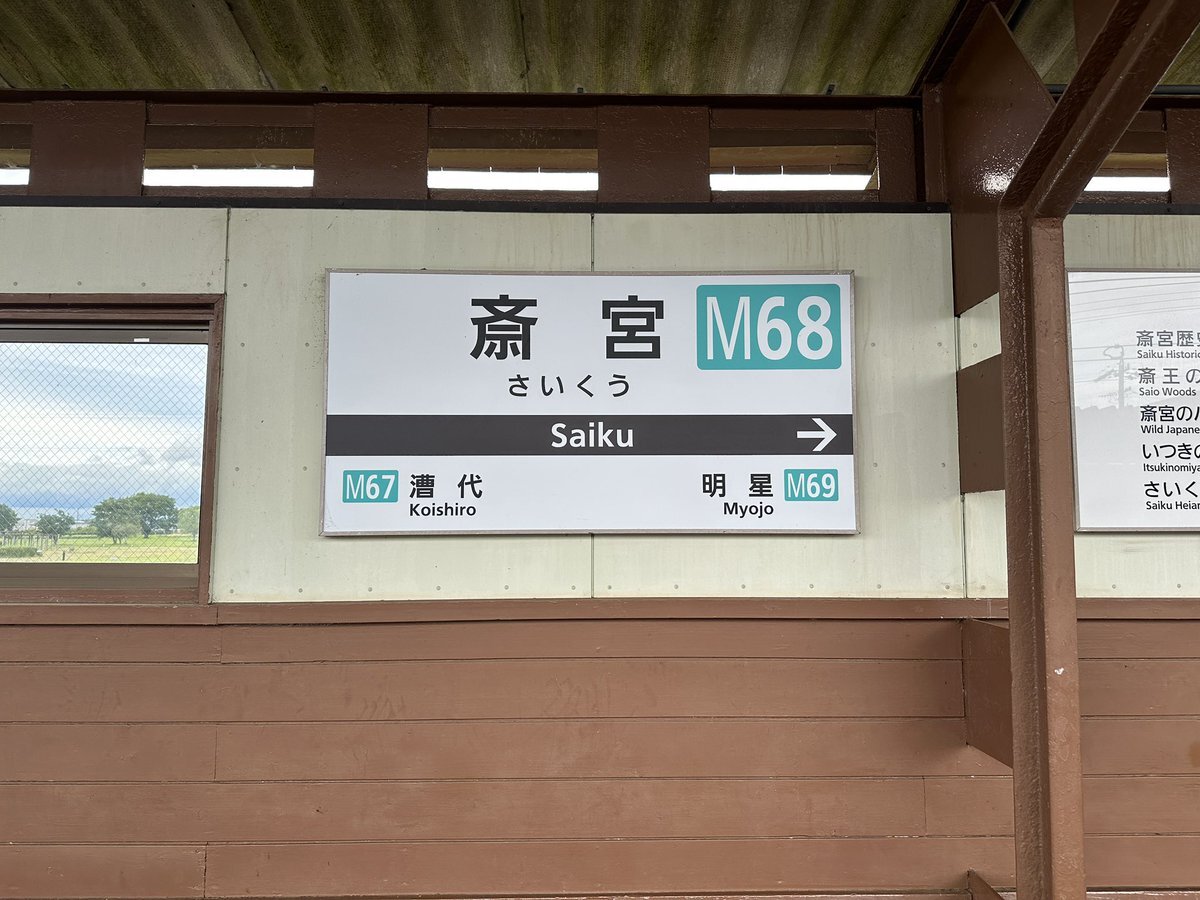 斎宮 M68
さいくう
Saiku →
M67 漕代
Koishiro
明星 M69
Myojo
斎宮歴史
Saiku Historic
斎王の
Saio Woods
斎宮の
Wild Japane
いつきの
Itsukinomiya
さいく
Saiku Heian